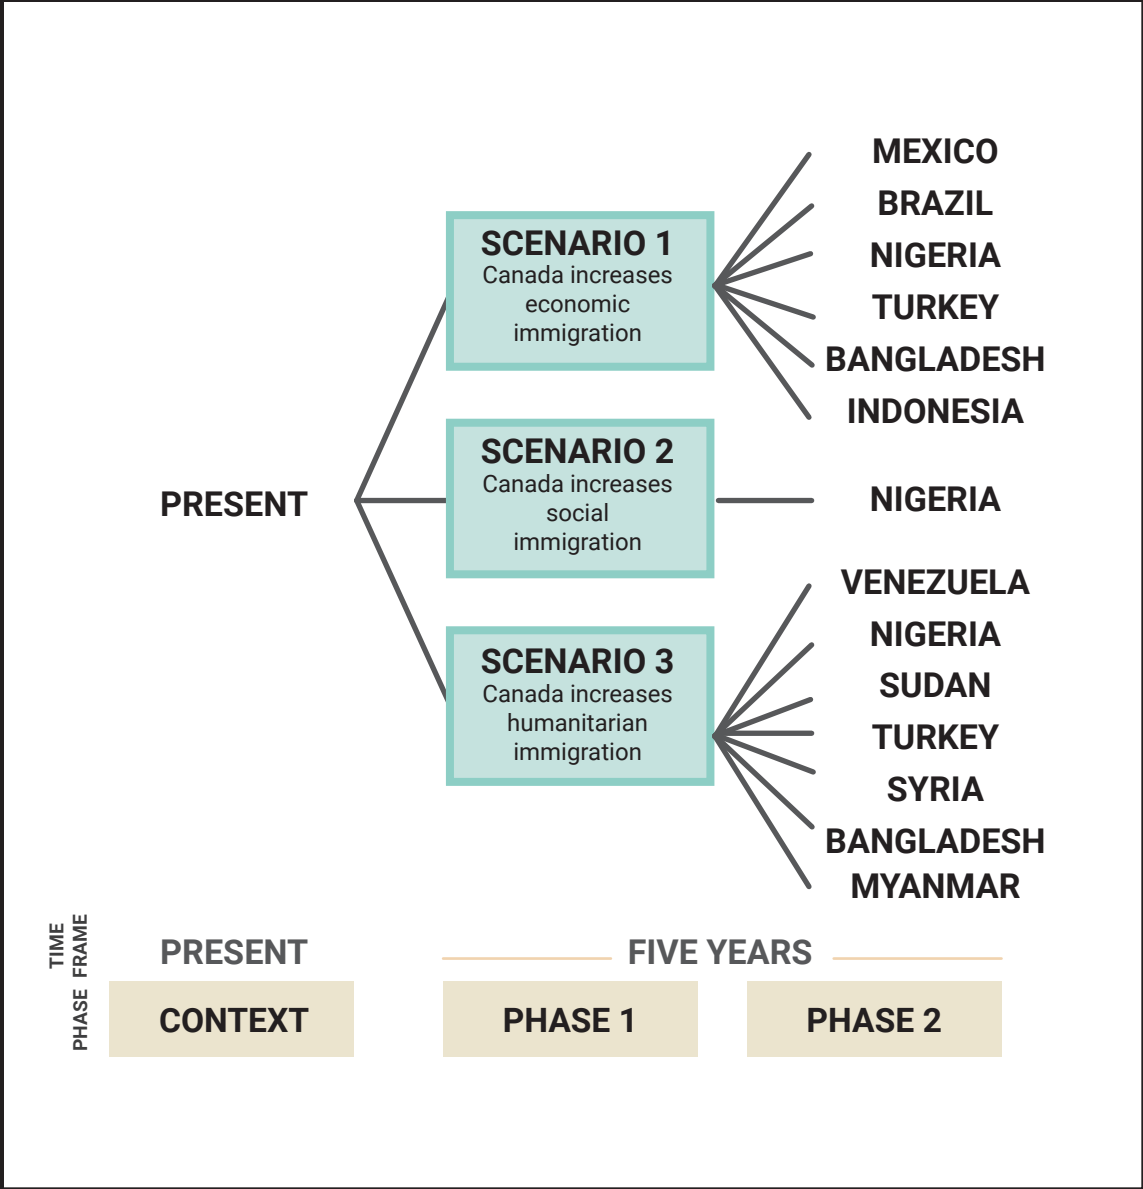 PRESENT
SCENARIO 1
Canada increases
economic
immigration
MEXICO
BRAZIL
NIGERIA
TURKEY
BANGLADESH
INDONESIA
SCENARIO 2
Canada increases
social
immigration
NIGERIA
SCENARIO 3
Canada increases
humanitarian
immigration
VENEZUELA
NIGERIA
SUDAN
TURKEY
SYRIA
BANGLADESH
MYANMAR
TIME
FRAME
PRESENT
FIVE YEARS
PHASE
CONTEXT
PHASE 1
PHASE 2